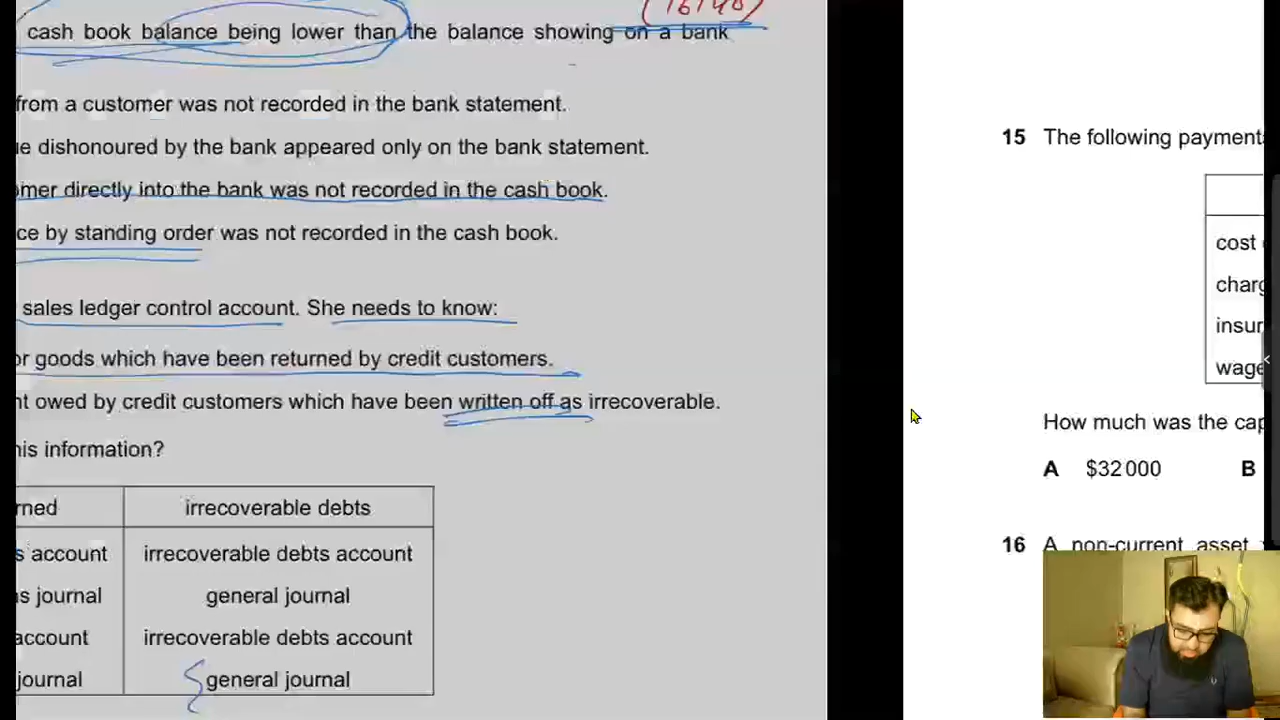 cash book balance being lower than the balance showing on a bank
from a customer was not recorded in the bank statement.
ue dishonoured by the bank appeared only on the bank statement.
omer directly into the bank was not recorded in the cash book.
ce by standing order was not recorded in the cash book.
sales ledger control account. She needs to know:
or goods which have been returned by credit customers.
nt owed by credit customers which have been written off as irrecoverable.
his information?
rned irrecoverable debts
s account irrecoverable debts account
ns journal general journal
account irrecoverable debts account
journal general journal
15 The following payments
cost
charg
insur
wage
How much was the cap
A $32 000 B
16 A non-current asset